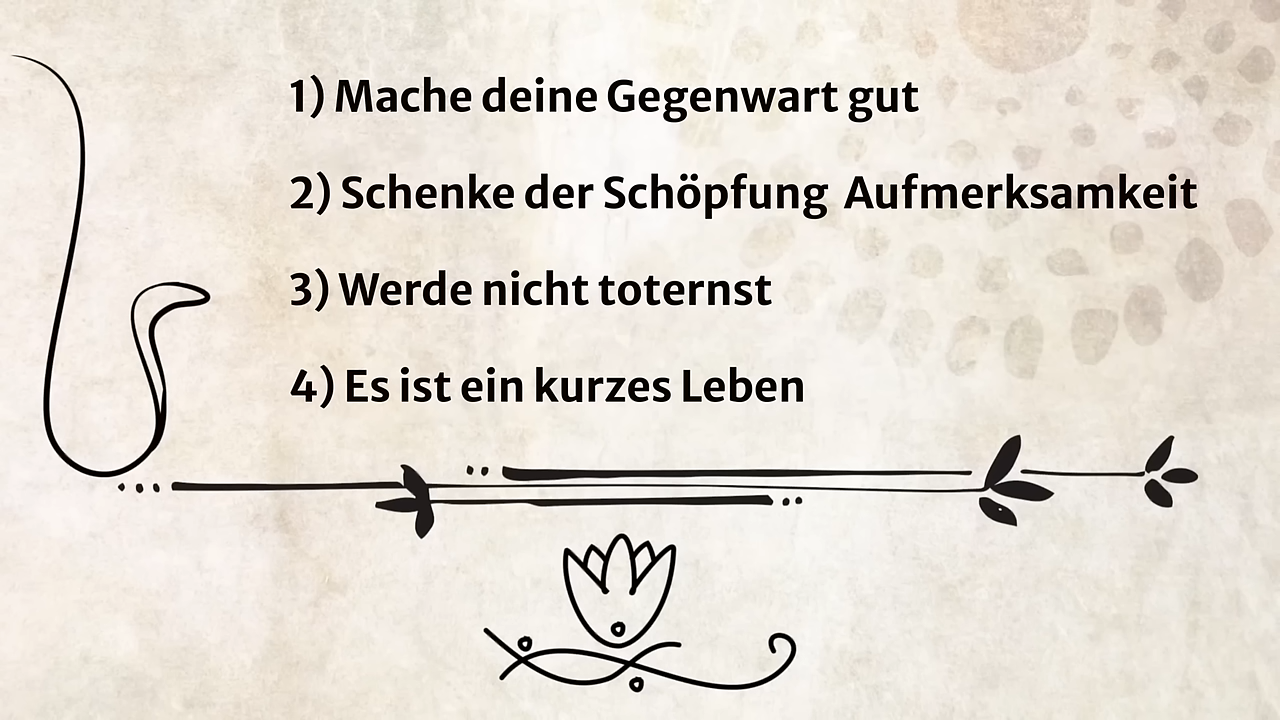 1) Mache deine Gegenwart gut
2) Schenke der Schöpfung  Aufmerksamkeit
3) Werde nicht toternst
4) Es ist ein kurzes Leben